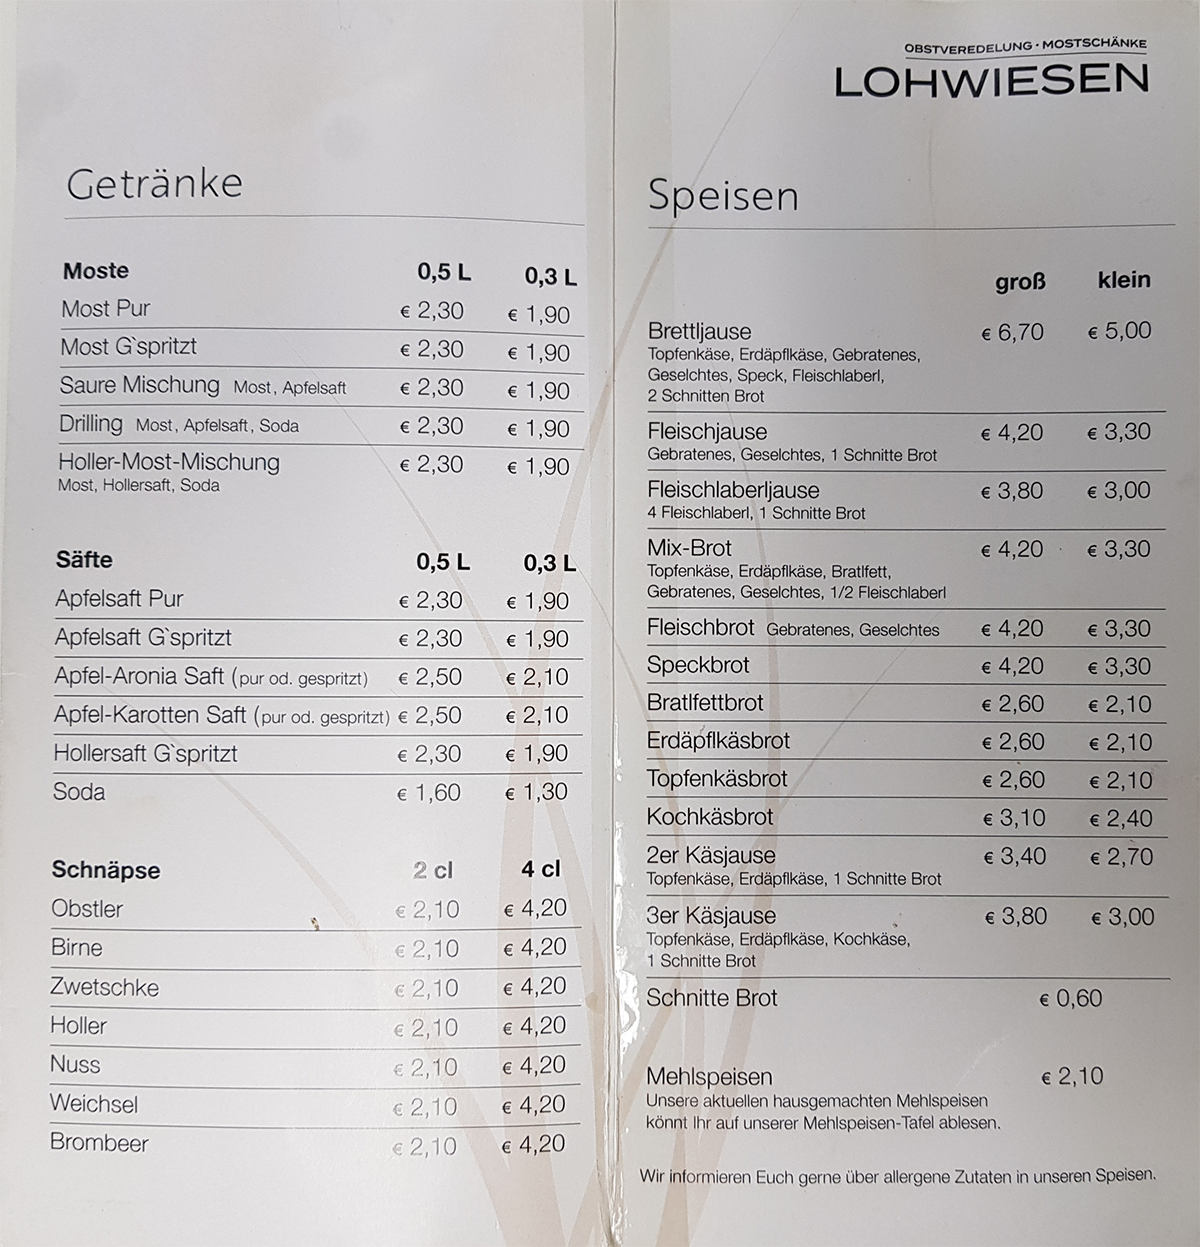 OBSTVEREDELUNG · MOSTSCHÄNKE
LOHWIESEN
Getränke
Moste 0,5 L 0,3 L
Most Pur € 2,30 € 1,90
Most G`spritzt € 2,30 € 1,90
Saure Mischung Most, Apfelsaft € 2,30 € 1,90
Drilling Most, Apfelsaft, Soda € 2,30 € 1,90
Holler-Most-Mischung € 2,30 € 1,90
Most, Hollersaft, Soda
Säfte 0,5 L 0,3 L
Apfelsaft Pur € 2,30 € 1,90
Apfelsaft G`spritzt € 2,30 € 1,90
Apfel-Aronia Saft (pur od. gespritzt) € 2,50 € 2,10
Apfel-Karotten Saft (pur od. gespritzt) € 2,50 € 2,10
Hollersaft G`spritzt € 2,30 € 1,90
Soda € 1,60 € 1,30
Schnäpse 2 cl 4 cl
Obstler € 2,10 € 4,20
Birne € 2,10 € 4,20
Zwetschke € 2,10 € 4,20
Holler € 2,10 € 4,20
Nuss € 2,10 € 4,20
Weichsel € 2,10 € 4,20
Brombeer € 2,10 € 4,20
Speisen
groß klein
Brettljause € 6,70 € 5,00
Topfenkäse, Erdäpflkäse, Gebratenes,
Geselchtes, Speck, Fleischlaberl,
2 Schnitten Brot
Fleischjause € 4,20 € 3,30
Gebratenes, Geselchtes, 1 Schnitte Brot
Fleischlaberljause € 3,80 € 3,00
4 Fleischlaberl, 1 Schnitte Brot
Mix-Brot € 4,20 € 3,30
Topfenkäse, Erdäpflkäse, Bratlfett,
Gebratenes, Geselchtes, 1/2 Fleischlaberl
Fleischbrot Gebratenes, Geselchtes € 4,20 € 3,30
Speckbrot € 4,20 € 3,30
Bratlfettbrot € 2,60 € 2,10
Erdäpflkäsbrot € 2,60 € 2,10
Topfenkäsbrot € 2,60 € 2,10
Kochkäsbrot € 3,10 € 2,40
2er Käsjause € 3,40 € 2,70
Topfenkäse, Erdäpflkäse, 1 Schnitte Brot
3er Käsjause € 3,80 € 3,00
Topfenkäse, Erdäpflkäse, Kochkäse,
1 Schnitte Brot
Schnitte Brot € 0,60
Mehlspeisen € 2,10
Unsere aktuellen hausgemachten Mehlspeisen
könnt Ihr auf unserer Mehlspeisen-Tafel ablesen.
Wir informieren Euch gerne über allergene Zutaten in unseren Speisen.